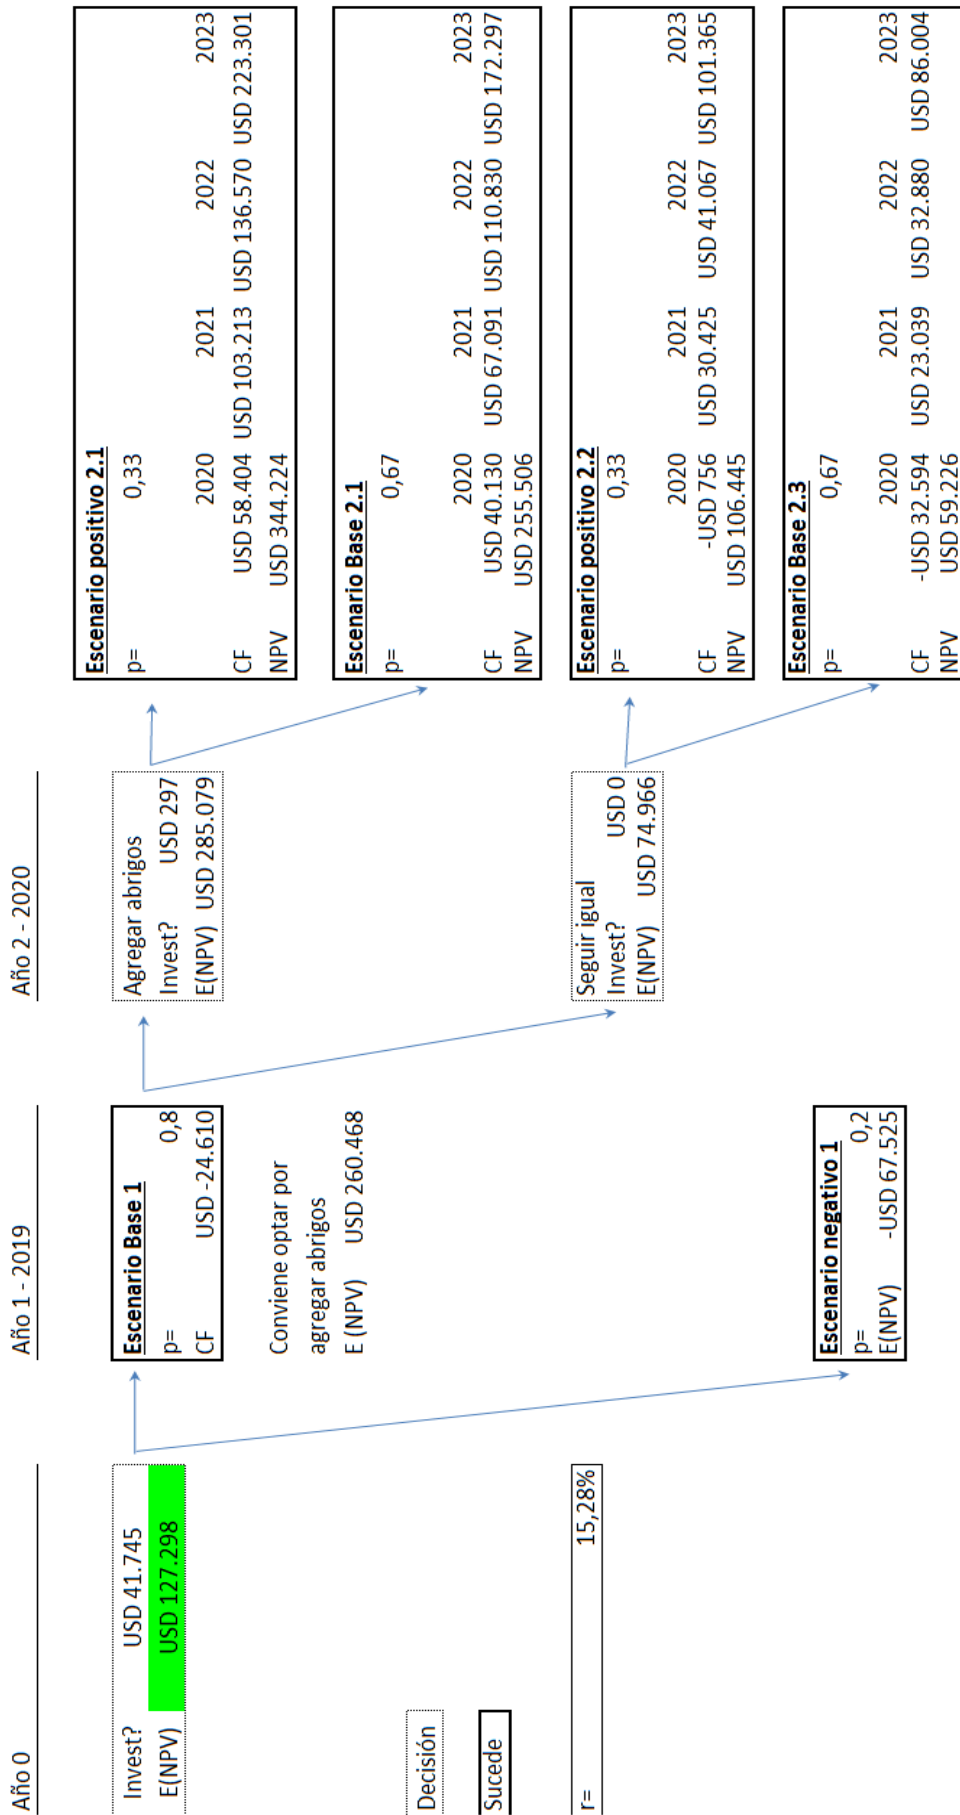 Año 0
Invest? USD 41.745
E(NPV) USD 127.298
Decisión
Sucede
r= 15,28%
Año 1 - 2019
Escenario Base 1
p= 0,8
CF USD -24.610
Conviene optar por
agregar abrigos
E (NPV) USD 260.468
Escenario negativo 1
p= 0,2
E(NPV) -USD 67.525
Año 2 - 2020
Agregar abrigos
Invest? USD 297
E(NPV) USD 285.079
Seguir igual
Invest? USD 0
E(NPV) USD 74.966
Escenario positivo 2.1
p= 0,33
2020 2021 2022 2023
CF USD 58.404 USD 103.213 USD 136.570 USD 223.301
NPV USD 344.224
Escenario Base 2.1
p= 0,67
2020 2021 2022 2023
CF USD 40.130 USD 67.091 USD 110.830 USD 172.297
NPV USD 255.506
Escenario positivo 2.2
p= 0,33
2020 2021 2022 2023
CF -USD 756 USD 30.425 USD 41.067 USD 101.365
NPV USD 106.445
Escenario Base 2.3
p= 0,67
2020 2021 2022 2023
CF -USD 32.594 USD 23.039 USD 32.880 USD 86.004
NPV USD 59.226